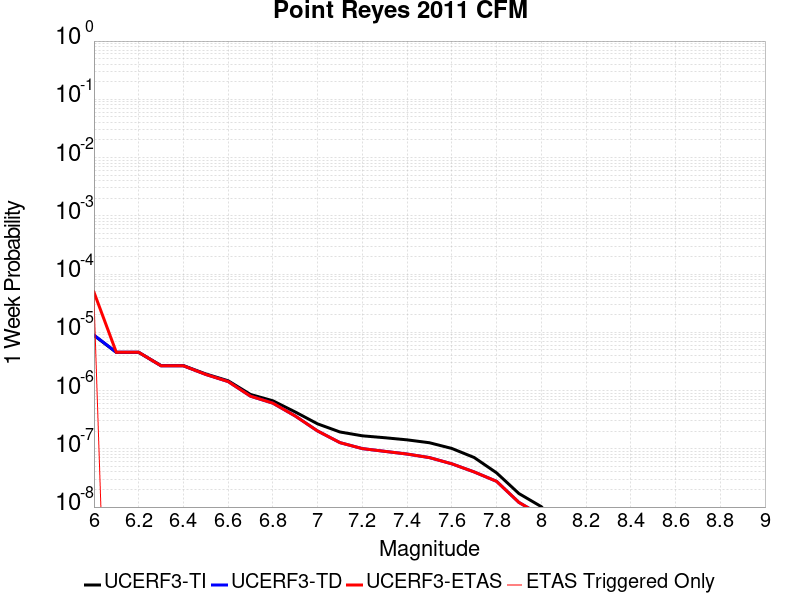 Point Reyes 2011 CFM
10^0
10^-1
10^-2
10^-3
10^-4
10^-5
10^-6
10^-7
10^-8
1 Week Probability
6 6.2 6.4 6.6 6.8 7 7.2 7.4 7.6 7.8 8 8.2 8.4 8.6 8.8 9
Magnitude
UCERF3-TI UCERF3-TD UCERF3-ETAS ETAS Triggered Only